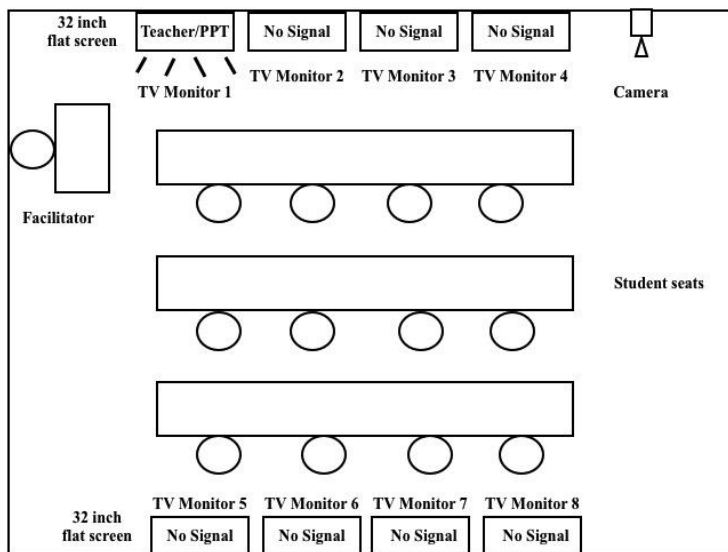 32 inch
flat screen
Teacher/PPT
No Signal
No Signal
No Signal
TV Monitor 1
TV Monitor 2
TV Monitor 3
TV Monitor 4
Camera
Facilitator
Student seats
TV Monitor 5
TV Monitor 6
TV Monitor 7
TV Monitor 8
32 inch
flat screen
No Signal
No Signal
No Signal
No Signal